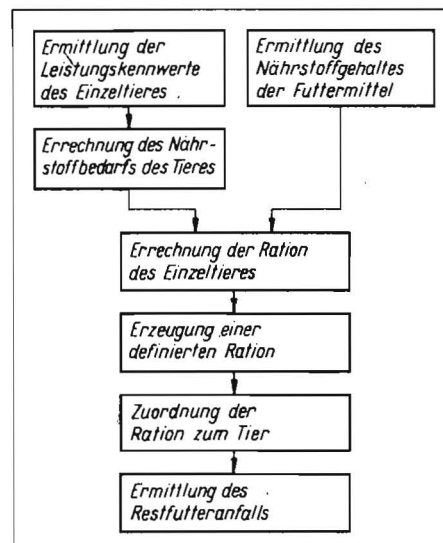 Ermittlung der
Leistungskennwerte
des Einzeltieres.
Ermittlung des
Nährstoffgehaltes
der Futtermittel
Errechnung des Nähr-
stoffbedarfs des Tieres
Errechnung der Ration
des Einzeltieres
Erzeugung einer
definierten Ration
Zuordnung der
Ration zum Tier
Ermittlung des
Restfutteranfalls